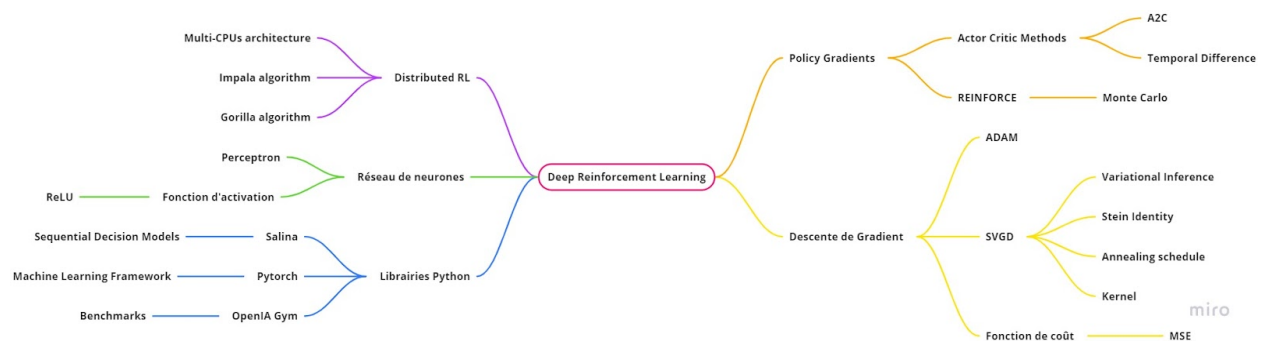 Deep Reinforcement Learning
Distributed RL
Multi-CPUs architecture
Impala algorithm
Gorilla algorithm
Réseau de neurones
Perceptron
Fonction d'activation
ReLU
Librairies Python
Salina
Sequential Decision Models
Pytorch
Machine Learning Framework
OpenIA Gym
Benchmarks
Policy Gradients
Actor Critic Methods
A2C
Temporal Difference
REINFORCE
Monte Carlo
Descente de Gradient
ADAM
SVGD
Variational Inference
Stein Identity
Annealing schedule
Kernel
Fonction de coût
MSE
miro